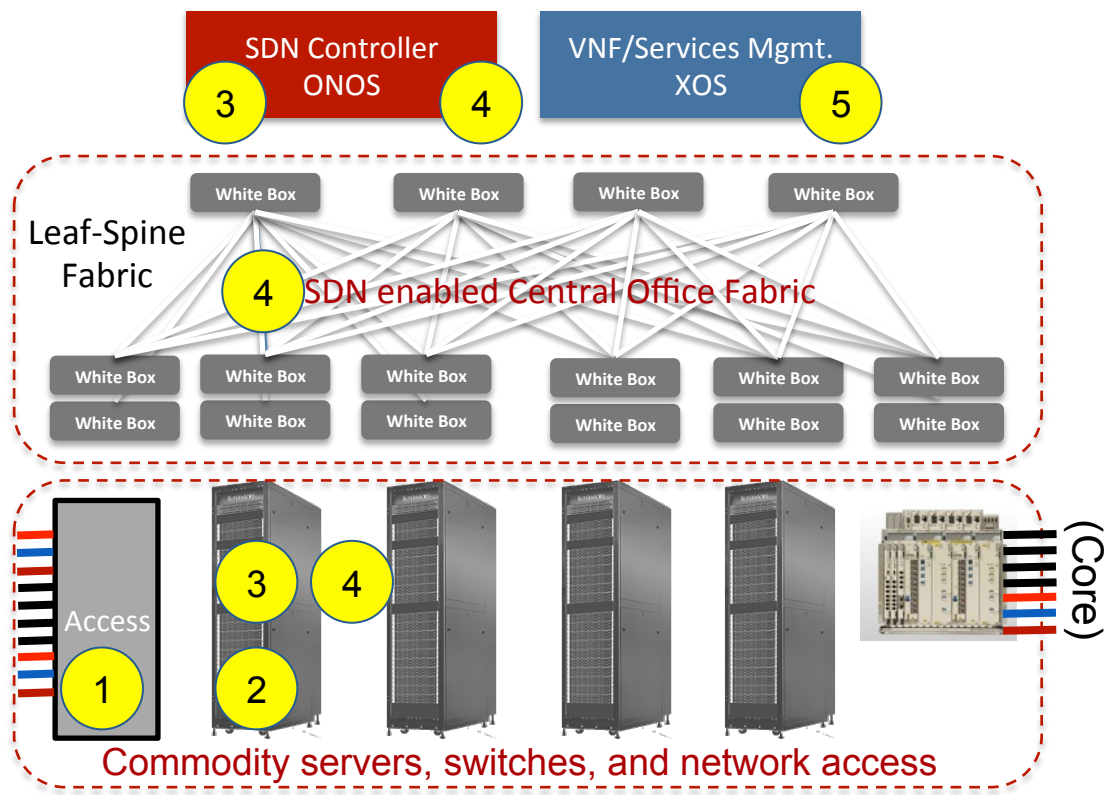 SDN Controller
ONOS
VNF/Services Mgmt.
XOS
3
4
5
White Box
White Box
White Box
White Box
Leaf-Spine
Fabric
4
SDN enabled Central Office Fabric
White Box
White Box
White Box
White Box
White Box
White Box
White Box
White Box
White Box
White Box
White Box
White Box
Access
1
3
4
2
(Core)
Commodity servers, switches, and network access